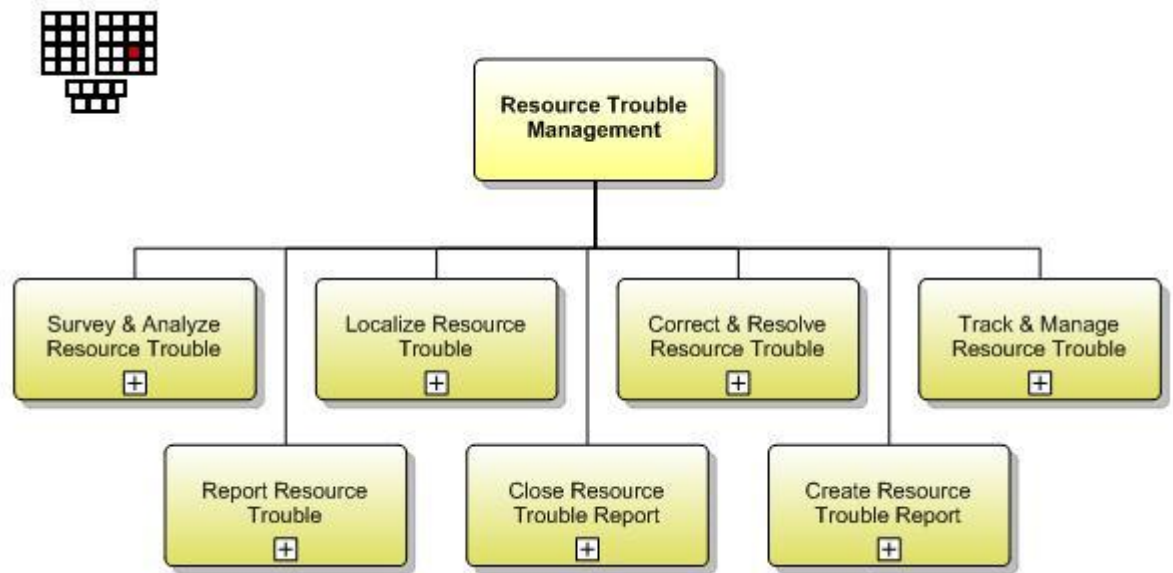 Resource Trouble
Management
Survey & Analyze
Resource Trouble
Localize Resource
Trouble
Correct & Resolve
Resource Trouble
Track & Manage
Resource Trouble
Report Resource
Trouble
Close Resource
Trouble Report
Create Resource
Trouble Report